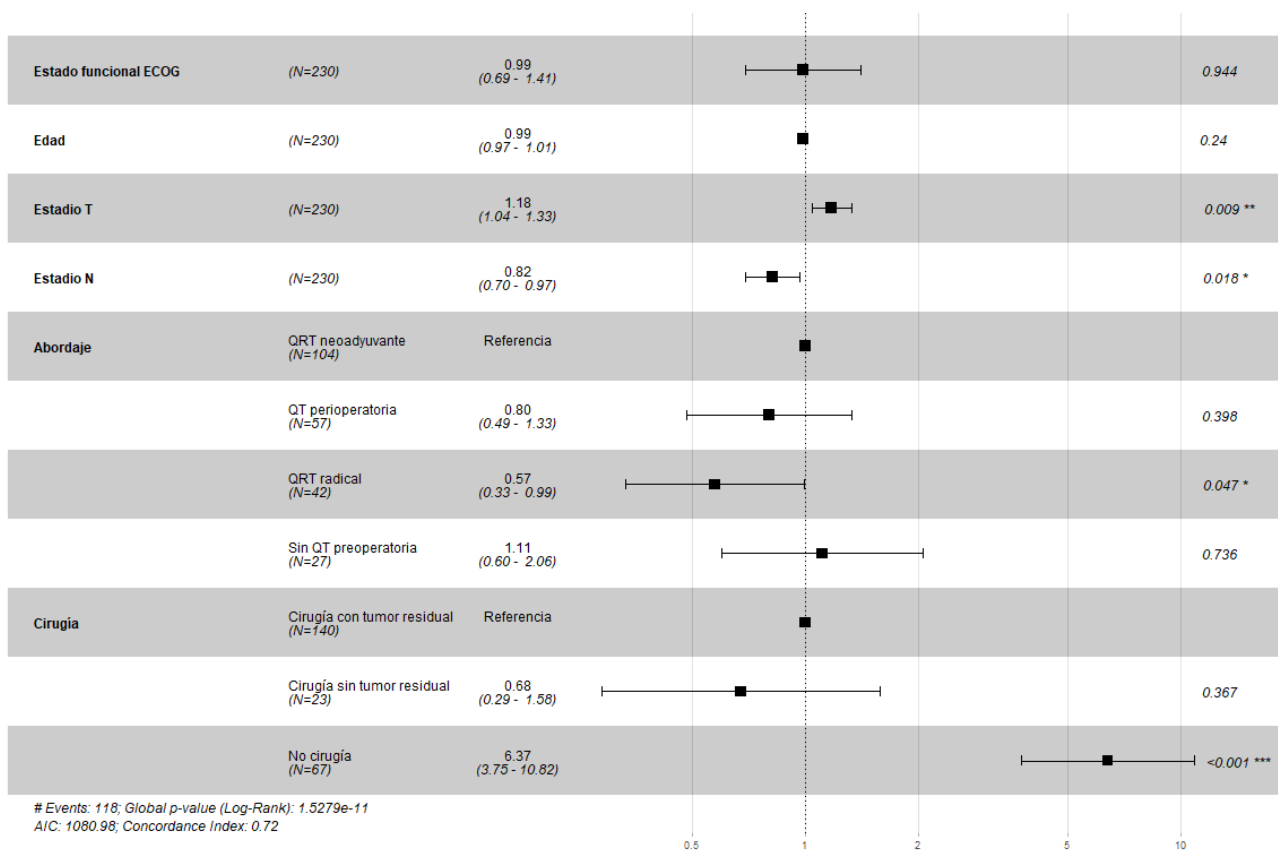 Estado funcional ECOG (N=230) 0.99 0.944
(0.69 - 1.41)
Edad (N=230) 0.99 0.24
(0.97 - 1.01)
Estadio T (N=230) 1.18 0.009 **
(1.04 - 1.33)
Estadio N (N=230) 0.82 0.018 *
(0.70 - 0.97)
Abordaje QRT neoadyuvante Referencia
(N=104)
QT perioperatoria 0.80 0.398
(N=57) (0.49 - 1.33)
QRT radical 0.57 0.047 *
(N=42) (0.33 - 0.99)
Sin QT preoperatoria 1.11 0.736
(N=27) (0.60 - 2.06)
Cirugía Cirugía con tumor residual Referencia
(N=140)
Cirugía sin tumor residual 0.68 0.367
(N=23) (0.29 - 1.58)
No cirugía 6.37 <0.001 ***
(N=67) (3.75 - 10.82)
# Events: 118; Global p-value (Log-Rank): 1.5279e-11
AIC: 1080.98; Concordance Index: 0.72
0.5 1 2 5 10